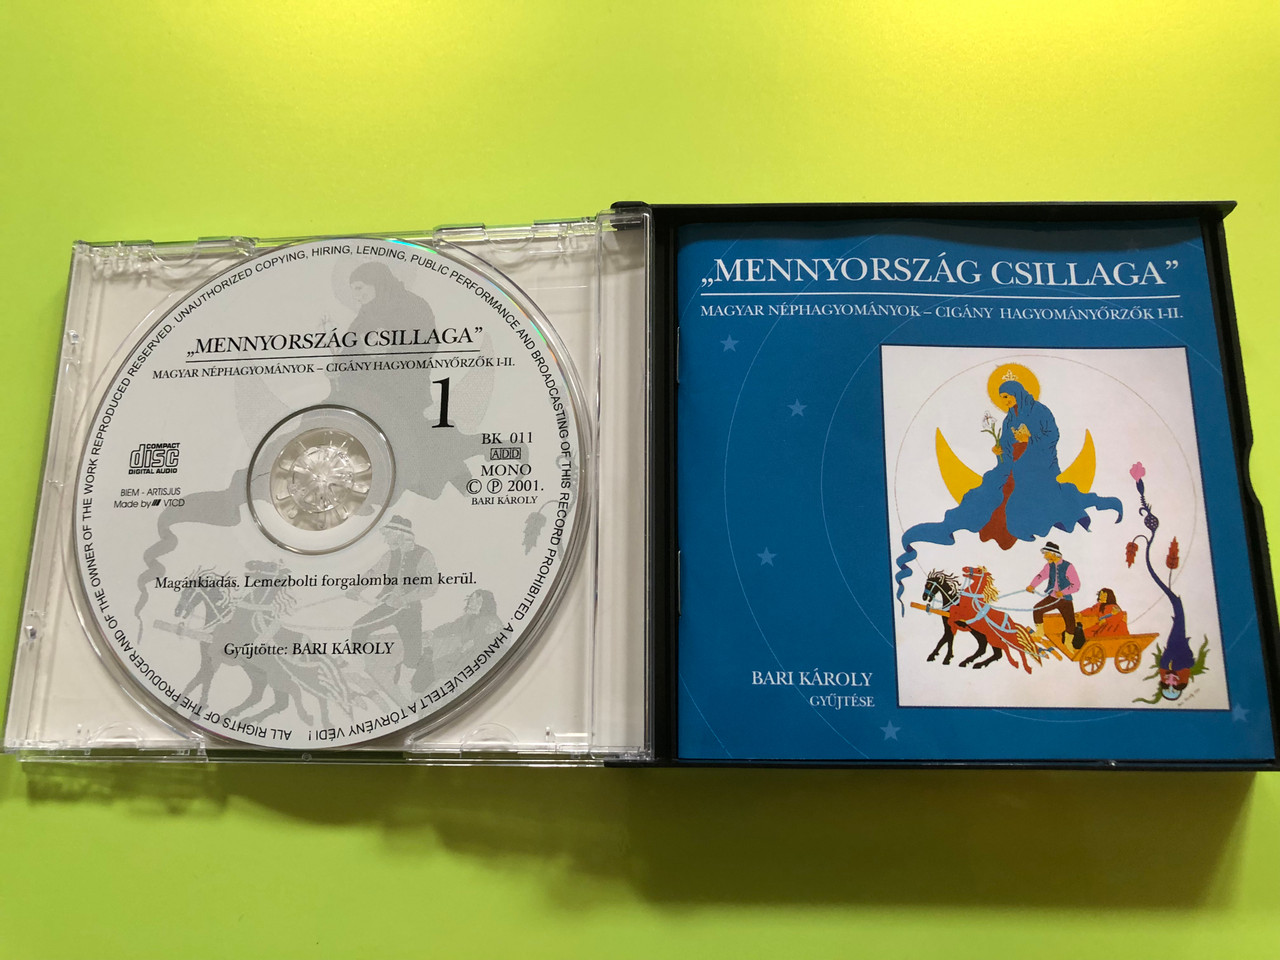 ALL RIGHTS OF THE PRODUCER AND OF THE OWNER OF THE WORK REPRODUCED RESERVED. UNAUTHORIZED COPYING, HIRING, LENDING, PUBLIC PERFORMANCE AND BROADCASTING OF THIS RECORD PROHIBITED. A HANGFELVÉTELT A TÖRVÉNY VÉDI !
„MENNYORSZÁG CSILLAGA”
MAGYAR NÉPHAGYOMÁNYOK – CIGÁNY HAGYOMÁNYŐRZŐK I-II.
1
COMPACT
disc
DIGITAL AUDIO
BIEM - ARTISJUS
Made by VTCD
BK 011
ADD
MONO
© ℗ 2001.
BARI KÁROLY
Magánkiadás. Lemezbolti forgalomba nem kerül.
Gyűjtötte: BARI KÁROLY
„MENNYORSZÁG CSILLAGA”
MAGYAR NÉPHAGYOMÁNYOK – CIGÁNY HAGYOMÁNYŐRZŐK I-II.
BARI KÁROLY
GYŰJTÉSE